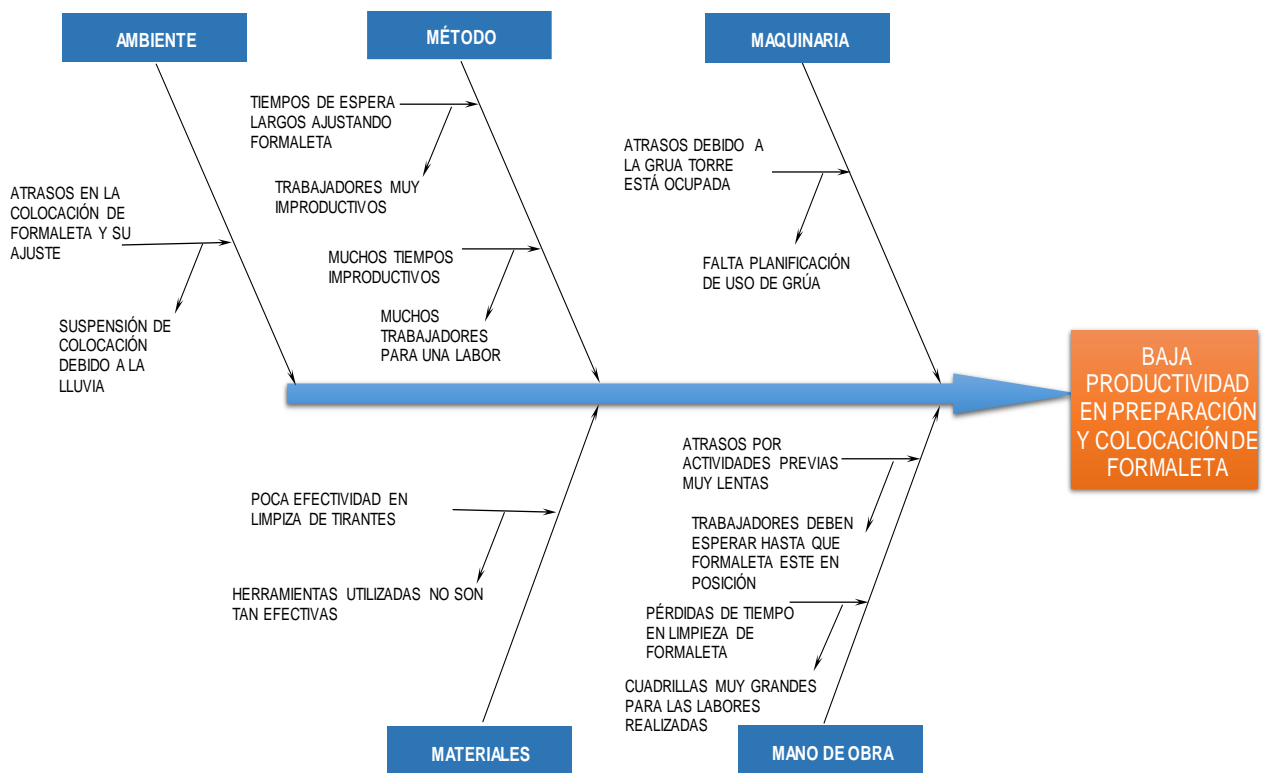 AMBIENTE
MÉTODO
MAQUINARIA
TIEMPOS DE ESPERA
LARGOS AJUSTANDO
FORMALETA
TRABAJADORES MUY
IMPRODUCTIVOS
ATRASOS DEBIDO A
LA GRUA TORRE
ESTÁ OCUPADA
ATRASOS EN LA
COLOCACIÓN DE
FORMALETA Y SU
AJUSTE
MUCHOS TIEMPOS
IMPRODUCTIVOS
FALTA PLANIFICACIÓN
DE USO DE GRÚA
SUSPENSIÓN DE
COLOCACIÓN
DEBIDO A LA
LLUVIA
MUCHOS
TRABAJADORES
PARA UNA LABOR
BAJA
PRODUCTIVIDAD
EN PREPARACIÓN
Y COLOCACIÓN DE
FORMALETA
ATRASOS POR
ACTIVIDADES PREVIAS
MUY LENTAS
POCA EFECTIVIDAD EN
LIMPIZA DE TIRANTES
TRABAJADORES DEBEN
ESPERAR HASTA QUE
FORMALETA ESTE EN
POSICIÓN
HERRAMIENTAS UTILIZADAS NO SON
TAN EFECTIVAS
PÉRDIDAS DE TIEMPO
EN LIMPIEZA DE
FORMALETA
CUADRILLAS MUY GRANDES
PARA LAS LABORES
REALIZADAS
MATERIALES
MANO DE OBRA